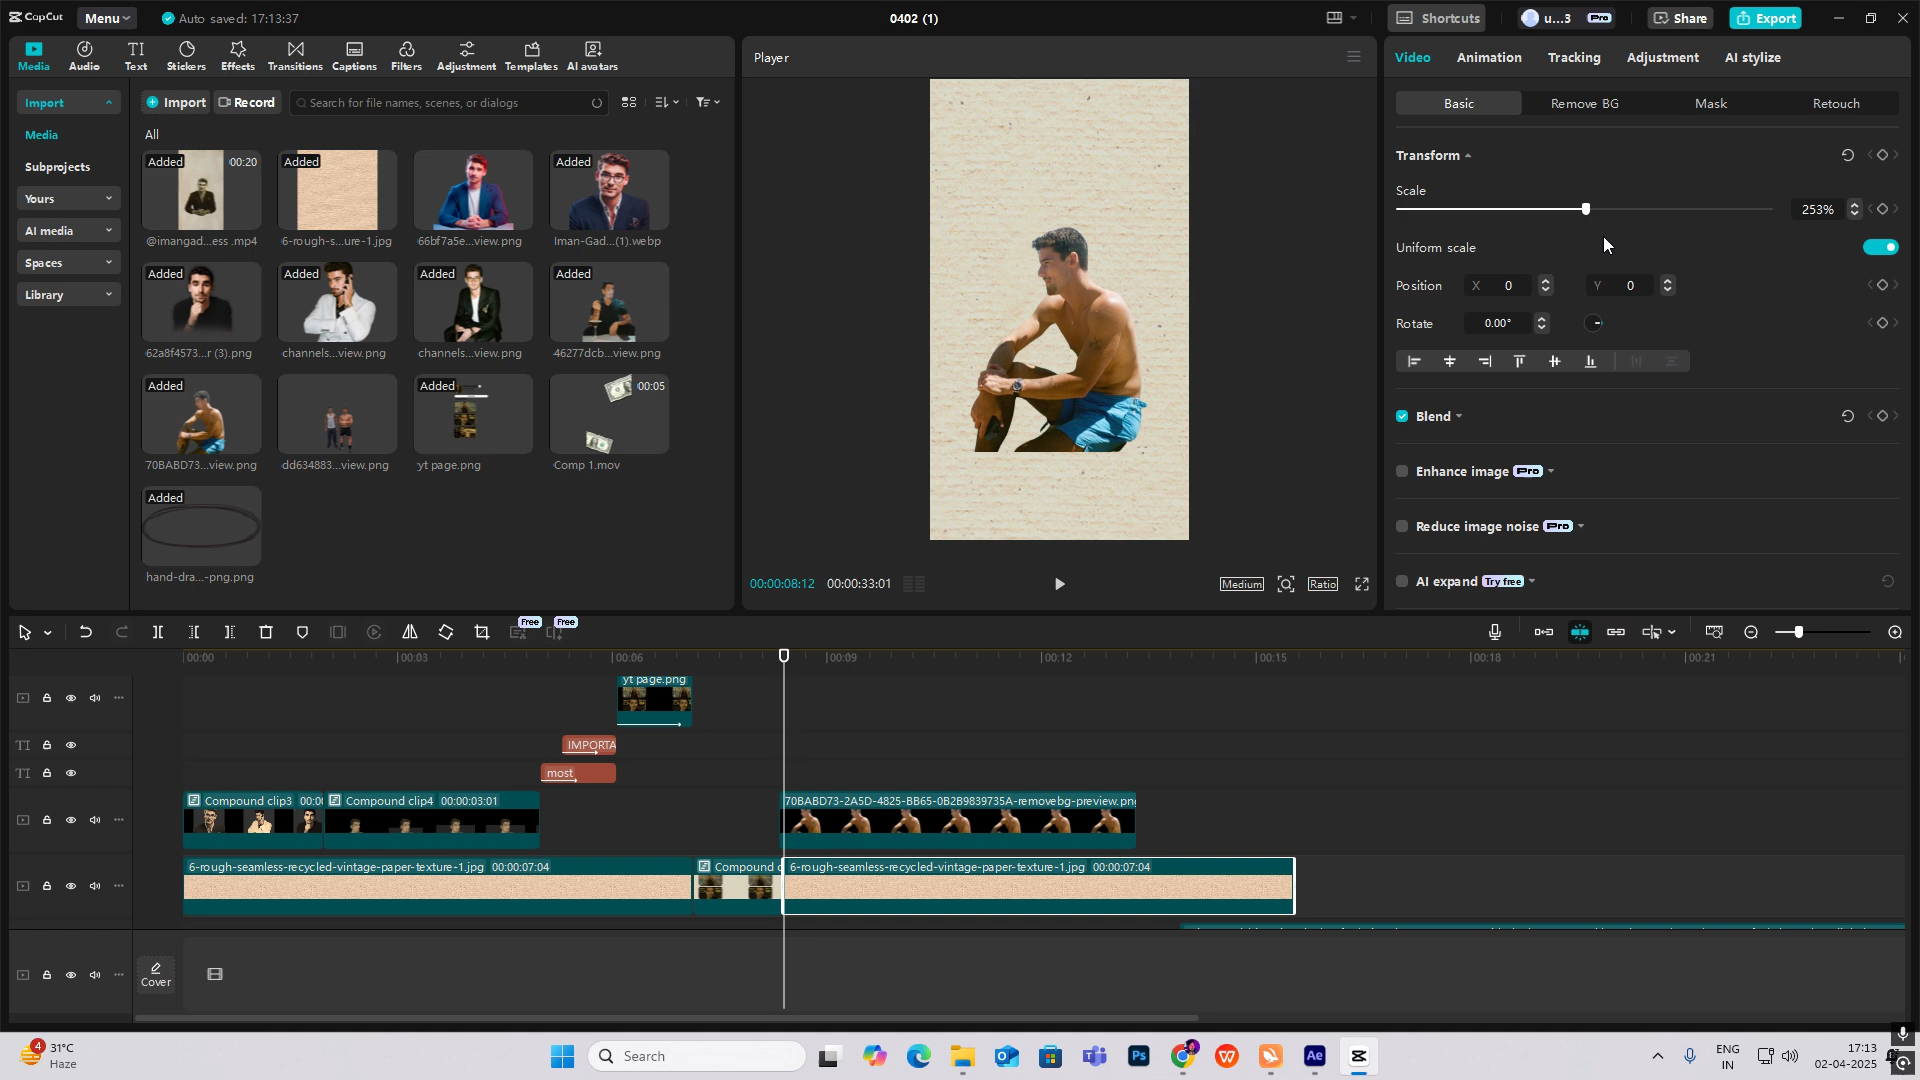 CapCut
Menu
Auto saved: 17:13:37
0402 (1)
Shortcuts
u...3
Pro
Share
Export
Media
Audio
Text
Stickers
Effects
Transitions
Captions
Filters
Adjustment
Templates
AI avatars
Import
Media
Subprojects
Yours
AI media
Spaces
Library
Import
Record
Search for file names, scenes, or dialogs
All
Added 00:20
Added
Added
@imangad...ess .mp4
6-rough-s...ure-1.jpg
66bf7a5e...view.png
Iman-Gad...(1).webp
Added
Added
Added
Added
62a8f4573...r (3).png
channels...view.png
channels...view.png
46277dcb...view.png
Added
Added
00:05
70BABD73...view.png
dd634883...view.png
yt page.png
Comp 1.mov
Added
hand-dra...-png.png
Player
00:00:08:12
00:00:33:01
Medium
Ratio
Video
Animation
Tracking
Adjustment
AI stylize
Basic
Remove BG
Mask
Retouch
Transform
Scale
253%
Uniform scale
Position
X 0
Y 0
Rotate
0.00°
Blend
Enhance image Pro
Reduce image noise Pro
AI expand Try free
Free
Free
00:00
00:03
00:06
00:09
00:12
00:15
00:18
00:21
yt page.png
TI
IMPORTA
TI
most
Compound clip3 00:0
Compound clip4 00:00:03:01
70BABD73-2A5D-4825-BB65-0B2B9839735A-removebg-preview.pn
6-rough-seamless-recycled-vintage-paper-texture-1.jpg 00:00:07:04
Compound c
6-rough-seamless-recycled-vintage-paper-texture-1.jpg 00:00:07:04
Cover
4
31°C
Haze
Search
Ps
Ae
ENG
IN
17:13
02-04-2025